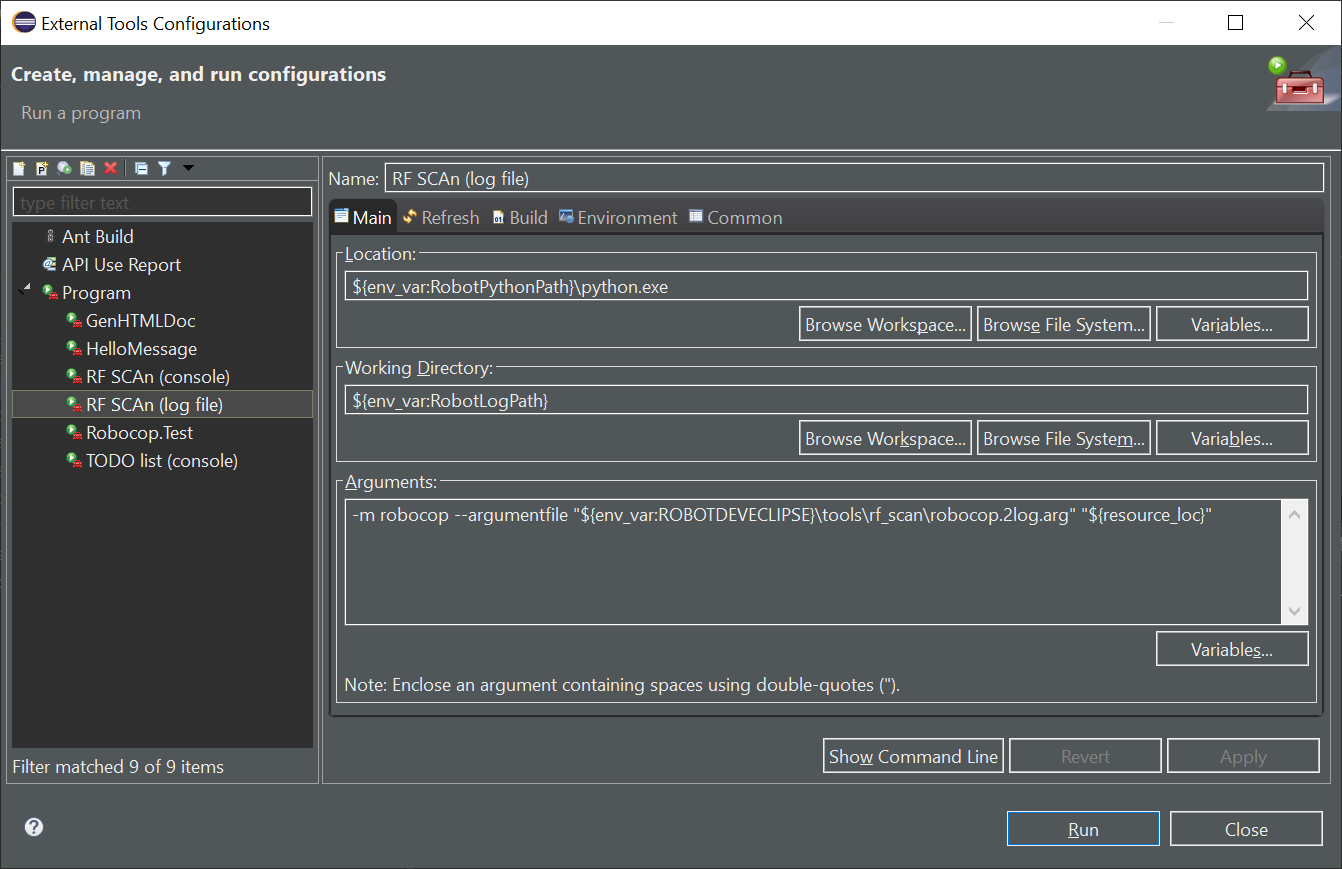 External Tools Configurations
Create, manage, and run configurations
Run a program
type filter text
Ant Build
API Use Report
Program
GenHTMLDoc
HelloMessage
RF SCAn (console)
RF SCAn (log file)
Robocop.Test
TODO list (console)
Filter matched 9 of 9 items
Name: RF SCAn (log file)
Main Refresh Build Environment Common
Location:
${env_var:RobotPythonPath}\python.exe
Browse Workspace... Browse File System... Variables...
Working Directory:
${env_var:RobotLogPath}
Browse Workspace... Browse File System... Variables...
Arguments:
-m robocop --argumentfile "${env_var:ROBOTDEVECLIPSE}\tools\rf_scan\robocop.2log.arg" "${resource_loc}"
Variables...
Note: Enclose an argument containing spaces using double-quotes (").
Show Command Line Revert Apply
Run Close